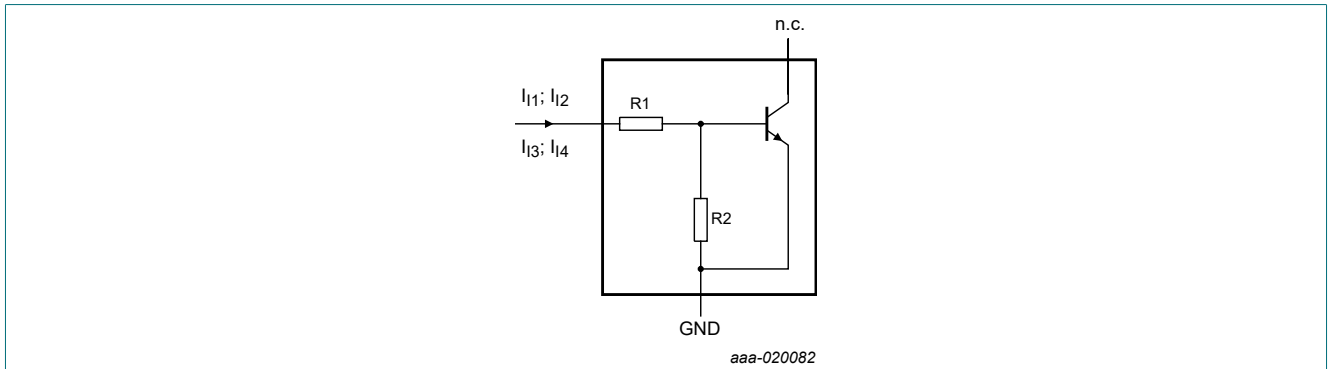 n.c.
I_I1; I_I2
R1
I_I3; I_I4
R2
GND
aaa-020082